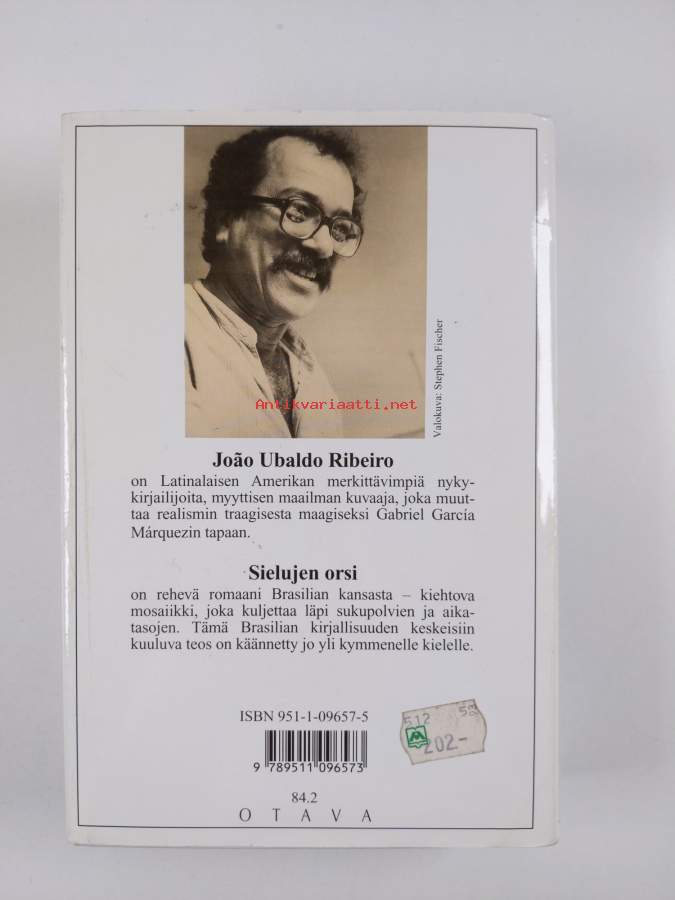 Valokuva: Stephen Fischer
Antikvariaatti.net
João Ubaldo Ribeiro
on Latinalaisen Amerikan merkittävimpiä nyky-
kirjailijoita, myyttisen maailman kuvaaja, joka muut-
taa realismin traagisesta maagiseksi Gabriel García
Márquezin tapaan.
Sielujen orsi
on rehevä romaani Brasilian kansasta – kiehtova
mosaiikki, joka kuljettaa läpi sukupolvien ja aika-
tasojen. Tämä Brasilian kirjallisuuden keskeisiin
kuuluva teos on käännetty jo yli kymmenelle kielelle.
ISBN 951-1-09657-5
512
202-
9 789511 096573
84.2
OTAVA